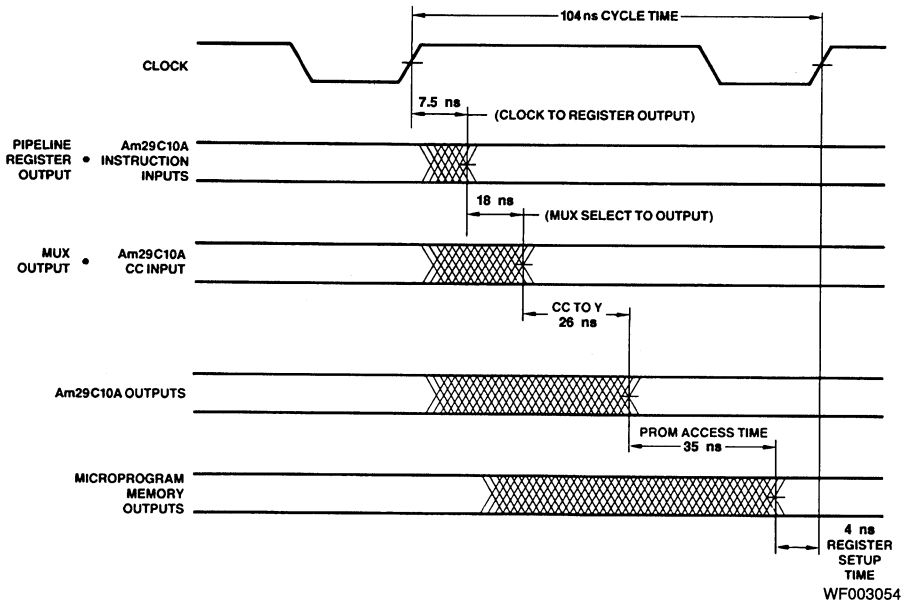 104 ns CYCLE TIME
CLOCK
7.5 ns
(CLOCK TO REGISTER OUTPUT)
PIPELINE
REGISTER
OUTPUT
•
Am29C10A
INSTRUCTION
INPUTS
18 ns
(MUX SELECT TO OUTPUT)
MUX
OUTPUT
•
Am29C10A
CC INPUT
CC TO Y
26 ns
Am29C10A OUTPUTS
PROM ACCESS TIME
35 ns
MICROPROGRAM
MEMORY
OUTPUTS
4 ns
REGISTER
SETUP
TIME
WF003054